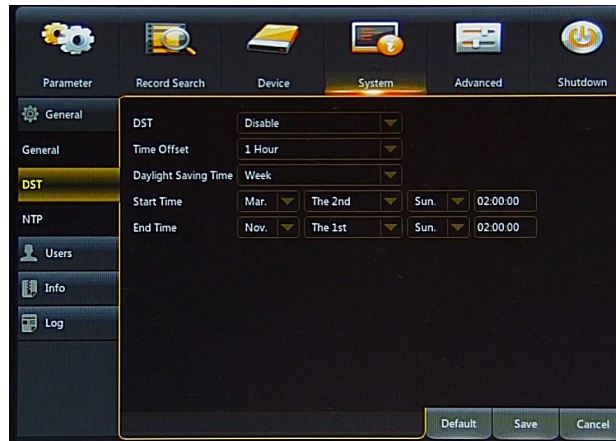 Parameter Record Search Device System Advanced Shutdown
General
General
DST
NTP
Users
Info
Log
DST Disable
Time Offset 1 Hour
Daylight Saving Time Week
Start Time Mar. The 2nd Sun. 02:00:00
End Time Nov. The 1st Sun. 02:00:00
Default Save Cancel